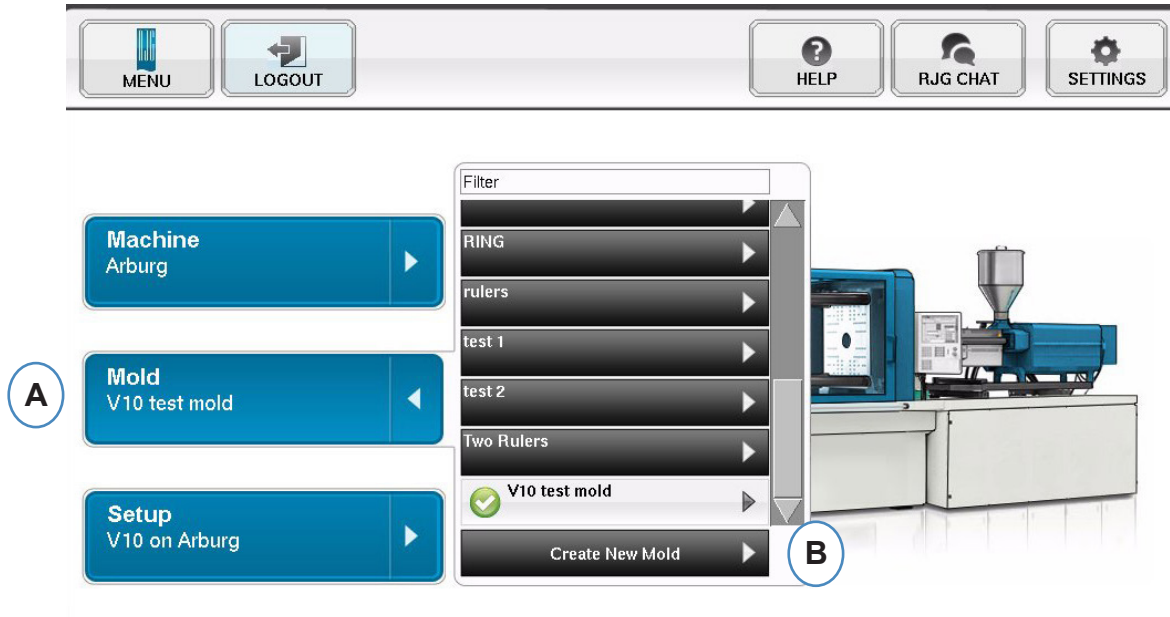 MENU
LOGOUT
HELP
RJG CHAT
SETTINGS
Filter
Machine
Arburg
RING
rulers
test 1
A
Mold
V10 test mold
test 2
Two Rulers
V10 test mold
Setup
V10 on Arburg
Create New Mold
B